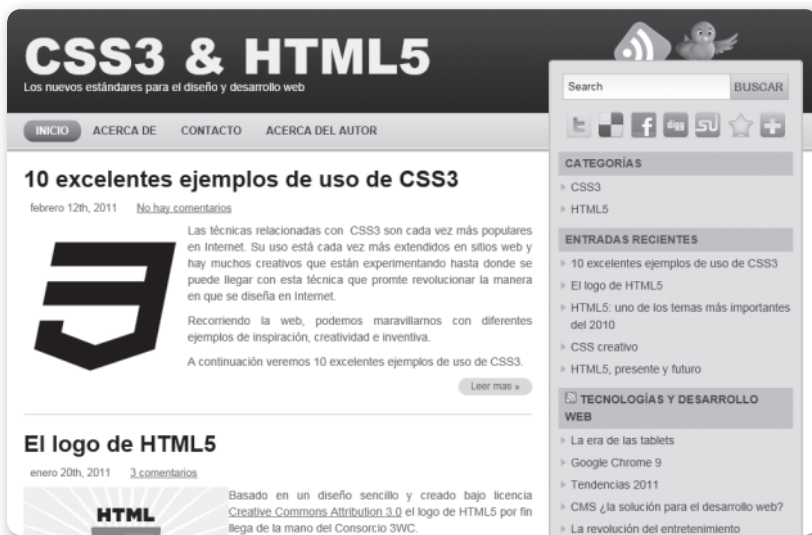 CSS3 & HTML5
Los nuevos estándares para el diseño y desarrollo web
INICIO
ACERCA DE
CONTACTO
ACERCA DEL AUTOR
10 excelentes ejemplos de uso de CSS3
febrero 12th, 2011
No hay comentarios
Las técnicas relacionadas con CSS3 son cada vez más populares
en Internet. Su uso está cada vez más extendidos en sitios web y
hay muchos creativos que están experimentando hasta donde se
puede llegar con esta técnica que promte revolucionar la manera
en que se diseña en Internet.
Recorriendo la web, podemos maravillarnos con diferentes
ejemplos de inspiración, creatividad e inventiva.
A continuación veremos 10 excelentes ejemplos de uso de CSS3.
Leer mas »
El logo de HTML5
enero 20th, 2011
3 comentarios
HTML
Basado en un diseño sencillo y creado bajo licencia
Creative Commons Attribution 3.0 el logo de HTML5 por fin
llega de la mano del Consorcio 3WC.
Search
BUSCAR
t
f
digg
CATEGORÍAS
CSS3
HTML5
ENTRADAS RECIENTES
10 excelentes ejemplos de uso de CSS3
El logo de HTML5
HTML5: uno de los temas más importantes
del 2010
CSS creativo
HTML5, presente y futuro
TECNOLOGÍAS Y DESARROLLO
WEB
La era de las tablets
Google Chrome 9
Tendencias 2011
CMS ¿la solución para el desarrollo web?
La revolución del entretenimiento